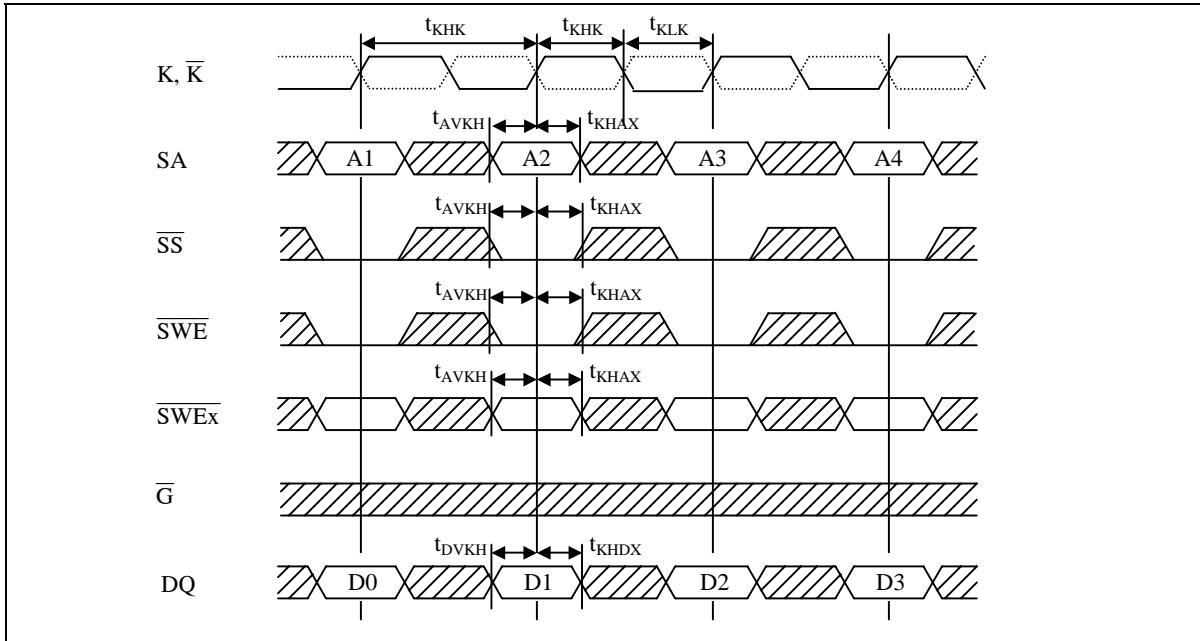 tKHK tKHK tKLK
K, K̅
tAVKH tKHAX
SA A1 A2 A3 A4
tAVKH tKHAX
S̅S̅
tAVKH tKHAX
S̅W̅E̅
tAVKH tKHAX
S̅W̅E̅x̅
G̅
tDVKH tKHDX
DQ D0 D1 D2 D3